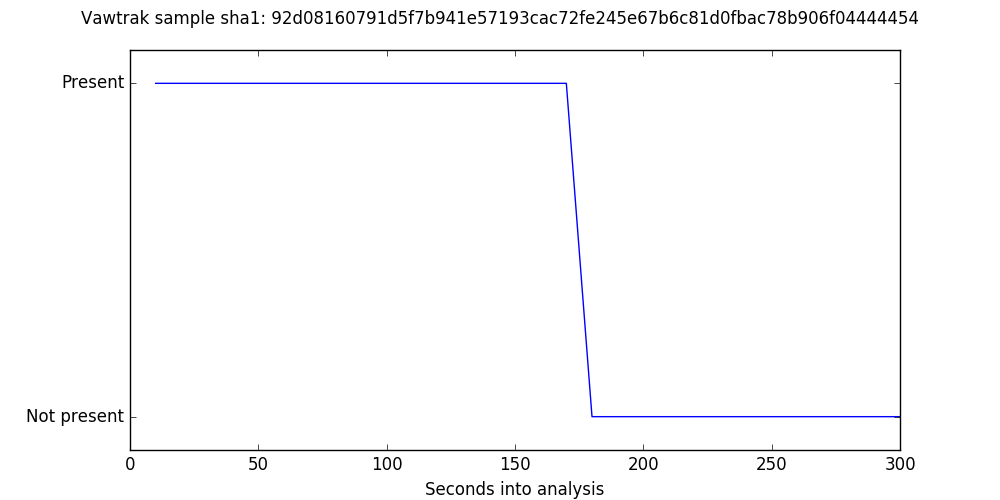 Vawtrak sample sha1: 92d08160791d5f7b941e57193cac72fe245e67b6c81d0fbac78b906f04444454
Present
Not present
0 50 100 150 200 250 300
Seconds into analysis